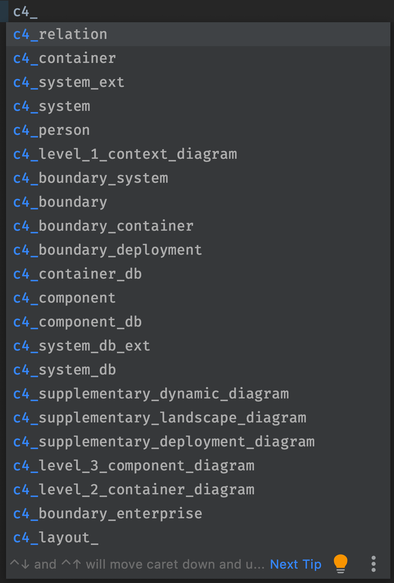 c4_
c4_relation
c4_container
c4_system_ext
c4_system
c4_person
c4_level_1_context_diagram
c4_boundary_system
c4_boundary
c4_boundary_container
c4_boundary_deployment
c4_container_db
c4_component
c4_component_db
c4_system_db_ext
c4_system_db
c4_supplementary_dynamic_diagram
c4_supplementary_landscape_diagram
c4_supplementary_deployment_diagram
c4_level_3_component_diagram
c4_level_2_container_diagram
c4_boundary_enterprise
c4_layout_
^↓ and ^↑ will move caret down and u... Next Tip